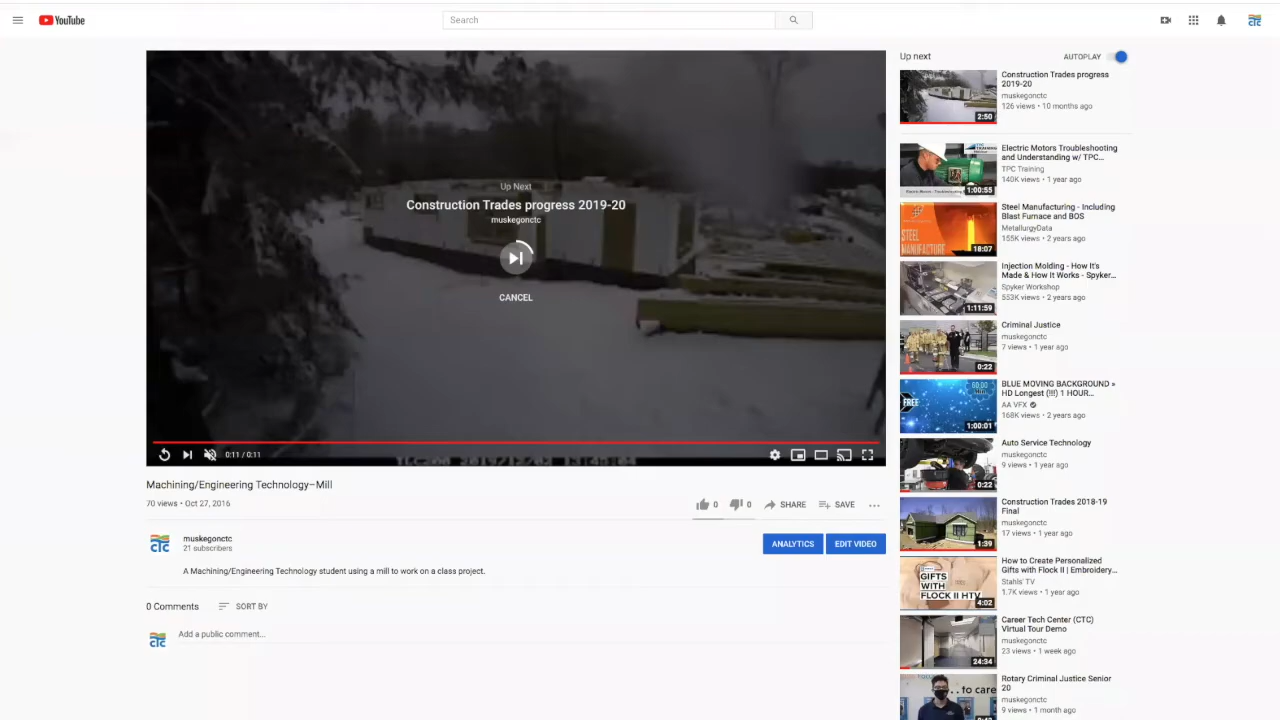 YouTube
Search
CTC
Up Next
Construction Trades progress 2019-20
muskegonctc
CANCEL
0:11 / 0:11
Machining/Engineering Technology–Mill
70 views • Oct 27, 2016
0
0
SHARE
SAVE
CTC
muskegonctc
21 subscribers
ANALYTICS
EDIT VIDEO
A Machining/Engineering Technology student using a mill to work on a class project.
0 Comments
SORT BY
CTC
Add a public comment...
Up next
AUTOPLAY
2:50
Construction Trades progress
2019-20
muskegonctc
126 views • 10 months ago
1:00:55
Electric Motors Troubleshooting
and Understanding w/ TPC...
TPC Training
140K views • 1 year ago
STEEL
MANUFACTURE
18:07
Steel Manufacturing - Including
Blast Furnace and BOS
MetallurgyData
155K views • 2 years ago
1:11:59
Injection Molding - How It's
Made & How It Works - Spyker...
Spyker Workshop
553K views • 2 years ago
0:22
Criminal Justice
muskegonctc
7 views • 1 year ago
FREE
1:00:01
BLUE MOVING BACKGROUND »
HD Longest (!!!) 1 HOUR...
AA VFX
168K views • 2 years ago
0:22
Auto Service Technology
muskegonctc
9 views • 1 year ago
1:39
Construction Trades 2018-19
Final
muskegonctc
17 views • 1 year ago
GIFTS
WITH
FLOCK II HTV
4:02
How to Create Personalized
Gifts with Flock II | Embroidery...
Stahls' TV
1.7K views • 1 year ago
24:34
Career Tech Center (CTC)
Virtual Tour Demo
muskegonctc
23 views • 1 week ago
. . to care
Rotary Criminal Justice Senior
20
muskegonctc
9 views • 1 month ago